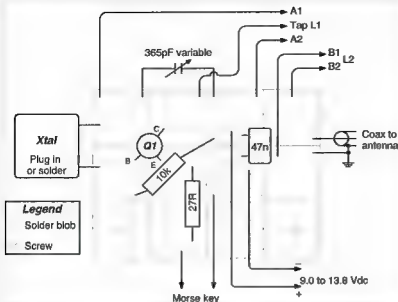 A1
Tap L1
A2
365pF variable
B1
L2
B2
Xtal
Plug in
or solder
C
Q1
B
E
10k
47n
Coax to
antenna
Legend
Solder blob
Screw
27R
–
9.0 to 13.8 Vdc
+
Morse key